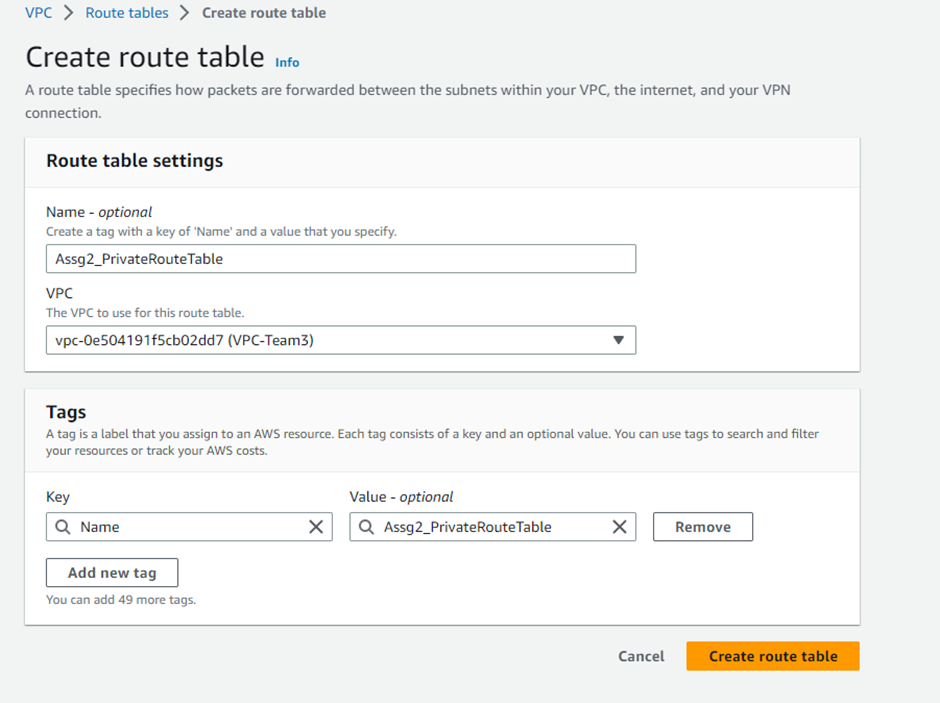 VPC > Route tables > Create route table
Create route table Info
A route table specifies how packets are forwarded between the subnets within your VPC, the internet, and your VPN
connection.
Route table settings
Name - optional
Create a tag with a key of 'Name' and a value that you specify.
Assg2_PrivateRouteTable
VPC
The VPC to use for this route table.
vpc-0e504191f5cb02dd7 (VPC-Team3)
Tags
A tag is a label that you assign to an AWS resource. Each tag consists of a key and an optional value. You can use tags to search and filter
your resources or track your AWS costs.
Key Value - optional
Name Assg2_PrivateRouteTable Remove
Add new tag
You can add 49 more tags.
Cancel Create route table